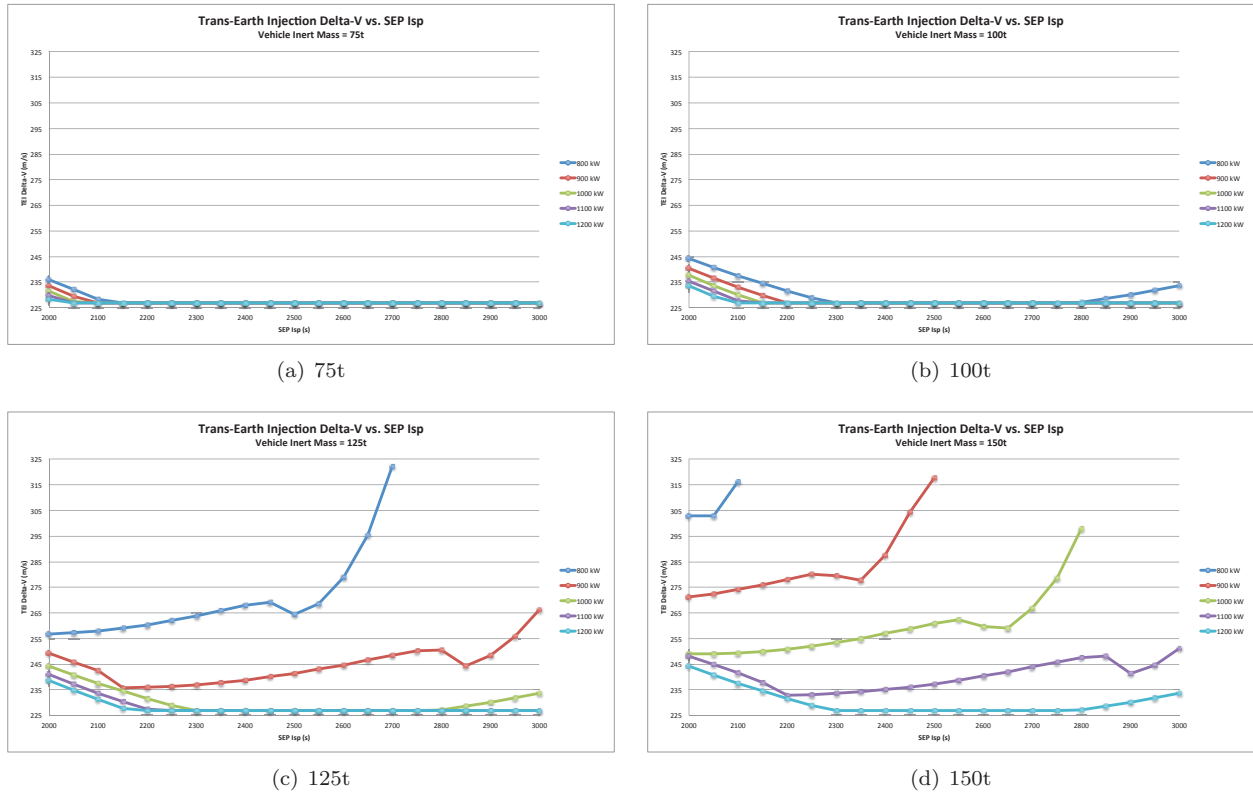 Trans-Earth Injection Delta-V vs. SEP Isp
Vehicle Inert Mass = 75t
325
315
305
295
285
275
265
255
245
235
225
TEI Delta-V (m/s)
2000 2100 2200 2300 2400 2500 2600 2700 2800 2900 3000
SEP Isp (s)
800 kW
900 kW
1000 kW
1100 kW
1200 kW
(a) 75t
Trans-Earth Injection Delta-V vs. SEP Isp
Vehicle Inert Mass = 100t
325
315
305
295
285
275
265
255
245
235
225
TEI Delta-V (m/s)
2000 2100 2200 2300 2400 2500 2600 2700 2800 2900 3000
SEP Isp (s)
800 kW
900 kW
1000 kW
1100 kW
1200 kW
(b) 100t
Trans-Earth Injection Delta-V vs. SEP Isp
Vehicle Inert Mass = 125t
325
315
305
295
285
275
265
255
245
235
225
TEI Delta-V (m/s)
2000 2100 2200 2300 2400 2500 2600 2700 2800 2900 3000
SEP Isp (s)
800 kW
900 kW
1000 kW
1100 kW
1200 kW
(c) 125t
Trans-Earth Injection Delta-V vs. SEP Isp
Vehicle Inert Mass = 150t
325
315
305
295
285
275
265
255
245
235
225
TEI Delta-V (m/s)
2000 2100 2200 2300 2400 2500 2600 2700 2800 2900 3000
SEP Isp (s)
800 kW
900 kW
1000 kW
1100 kW
1200 kW
(d) 150t